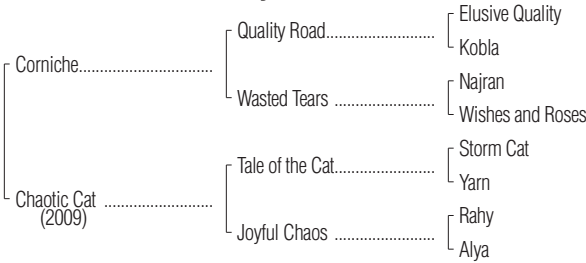 Elusive Quality
Quality Road........................
Kobla
Corniche..............................
Najran
Wasted Tears ......................
Wishes and Roses
Storm Cat
Tale of the Cat......................
Yarn
Chaotic Cat ........................
(2009)
Rahy
Joyful Chaos ......................
Alya